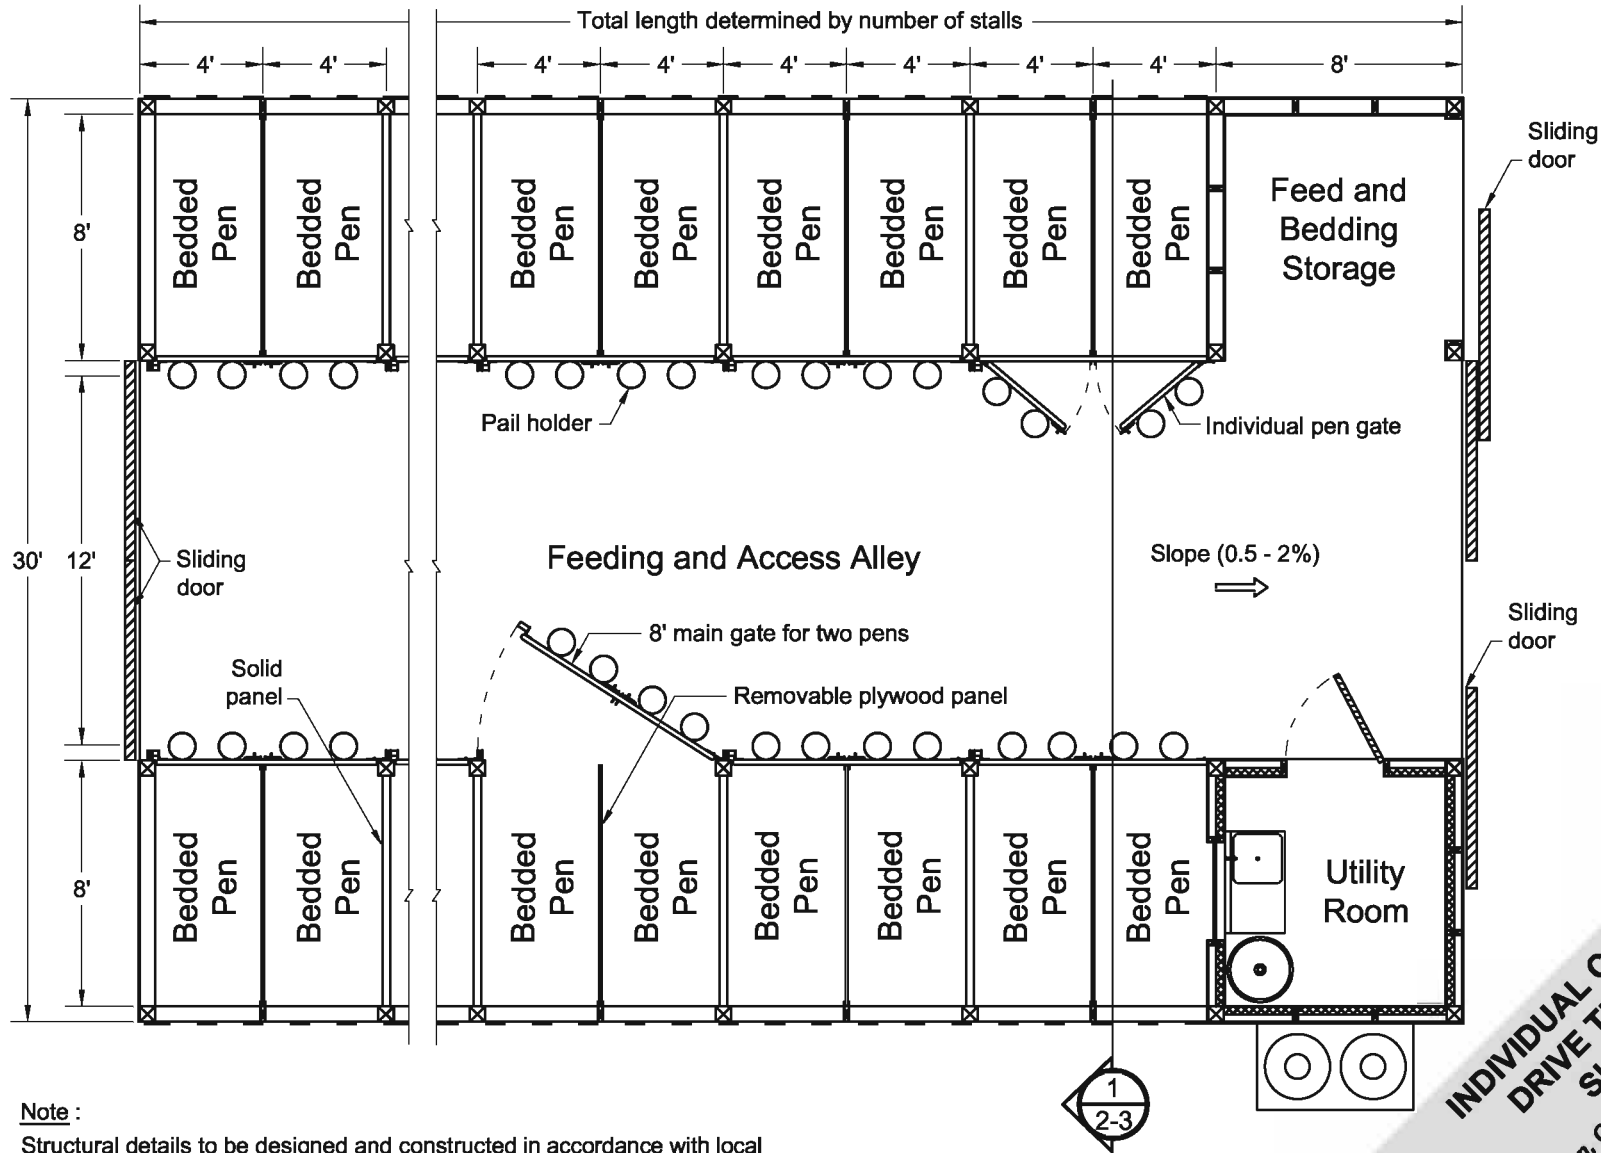 Total length determined by number of stalls
4' 4' 4' 4' 4' 4' 4' 4' 8'
Sliding
door
Bedded
Pen
Bedded
Pen
Bedded
Pen
Bedded
Pen
Bedded
Pen
Bedded
Pen
Bedded
Pen
Bedded
Pen
Feed and
Bedding
Storage
8'
Pail holder
Individual pen gate
30'
12'
Sliding
door
Feeding and Access Alley
Slope (0.5 - 2%)
8' main gate for two pens
Sliding
door
Solid
panel
Removable plywood panel
8'
Bedded
Pen
Bedded
Pen
Bedded
Pen
Bedded
Pen
Bedded
Pen
Bedded
Pen
Bedded
Pen
Bedded
Pen
Utility
Room
1
2-3
Note :
Structural details to be designed and constructed in accordance with local
INDIVIDUAL
DRIVE